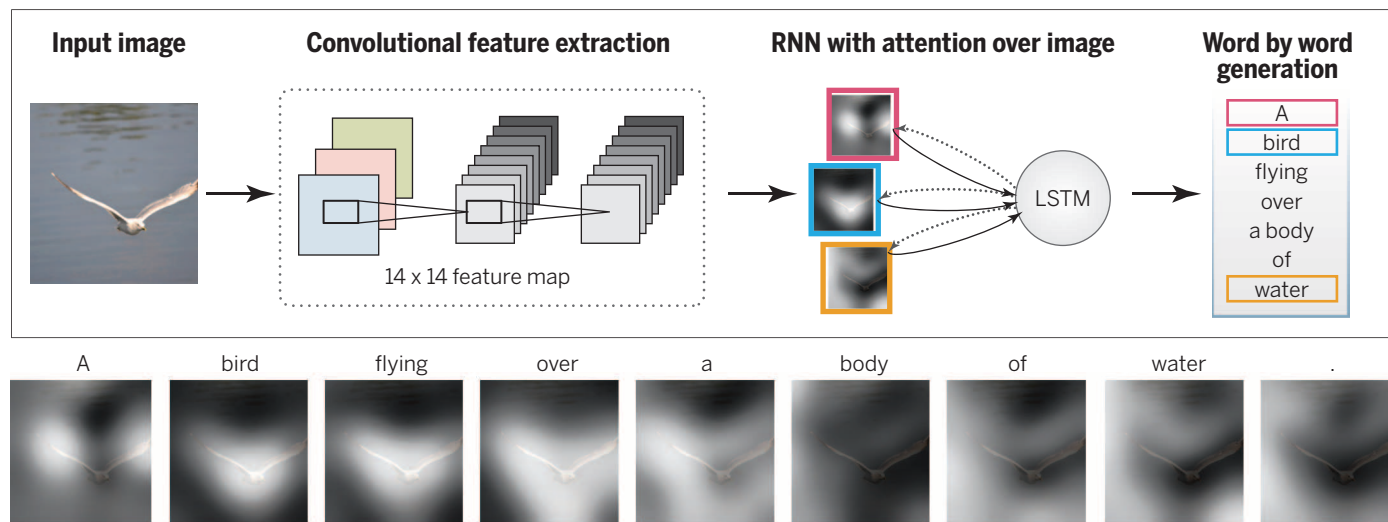 Input image
Convolutional feature extraction
14 x 14 feature map
RNN with attention over image
LSTM
Word by word
generation
A
bird
flying
over
a body
of
water
A bird flying over a body of water .